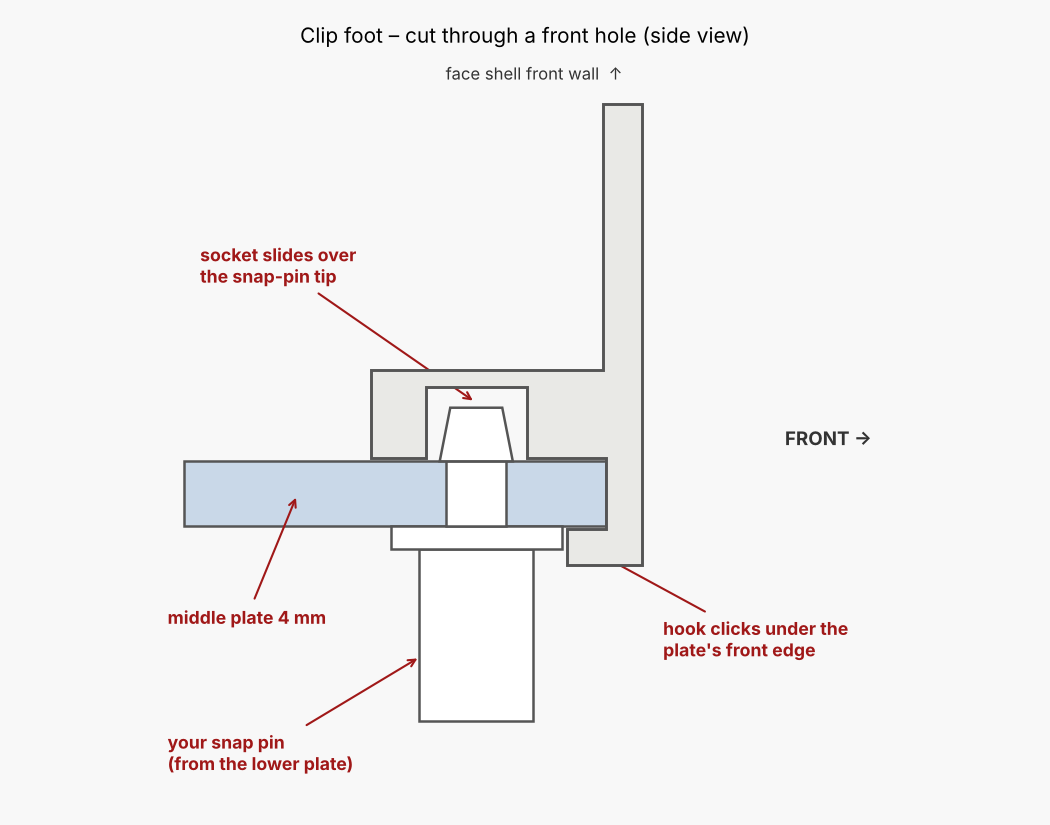 Clip foot – cut through a front hole (side view)
face shell front wall ↑
socket slides over
the snap-pin tip
FRONT →
middle plate 4 mm
hook clicks under the
plate's front edge
your snap pin
(from the lower plate)